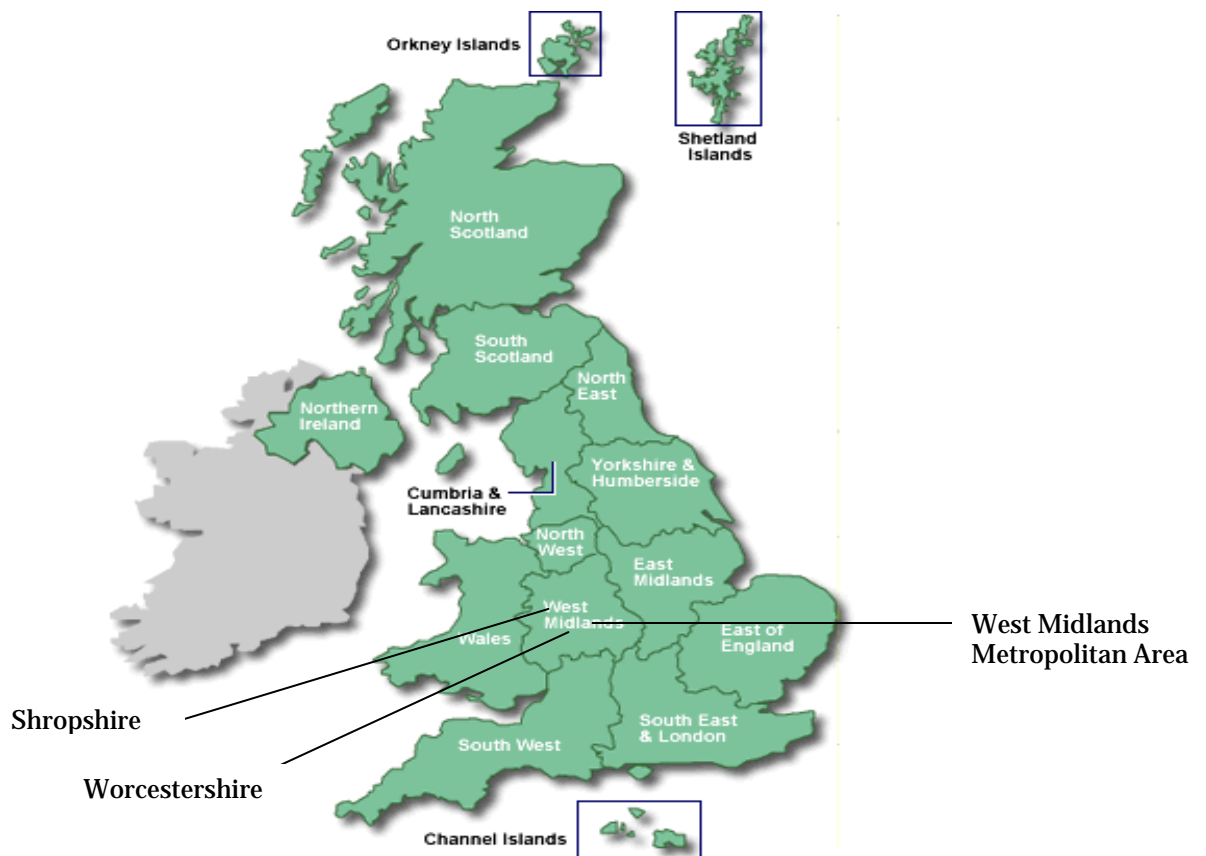 Orkney Islands
Shetland
Islands
North
Scotland
South
Scotland
North
East
Northern
Ireland
Yorkshire &
Humberside
Cumbria &
Lancashire
North
West
East
Midlands
West
Midlands
Wales
East of
England
West Midlands
Metropolitan Area
Shropshire
South East
& London
South West
Worcestershire
Channel Islands